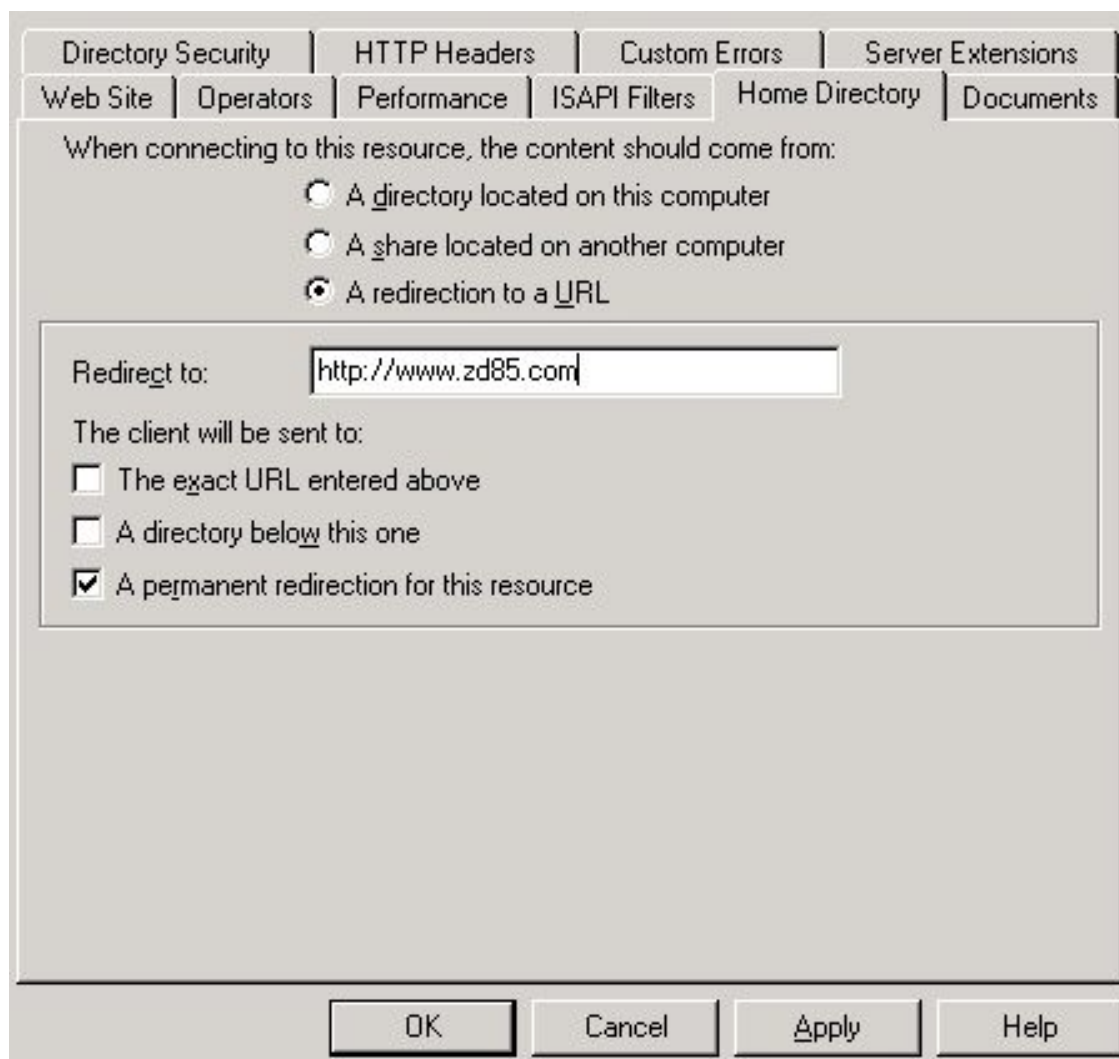 Directory Security HTTP Headers Custom Errors Server Extensions
Web Site Operators Performance ISAPI Filters Home Directory Documents
When connecting to this resource, the content should come from:
A directory located on this computer
A share located on another computer
A redirection to a URL
Redirect to: http://www.zd85.com
The client will be sent to:
The exact URL entered above
A directory below this one
A permanent redirection for this resource
OK Cancel Apply Help